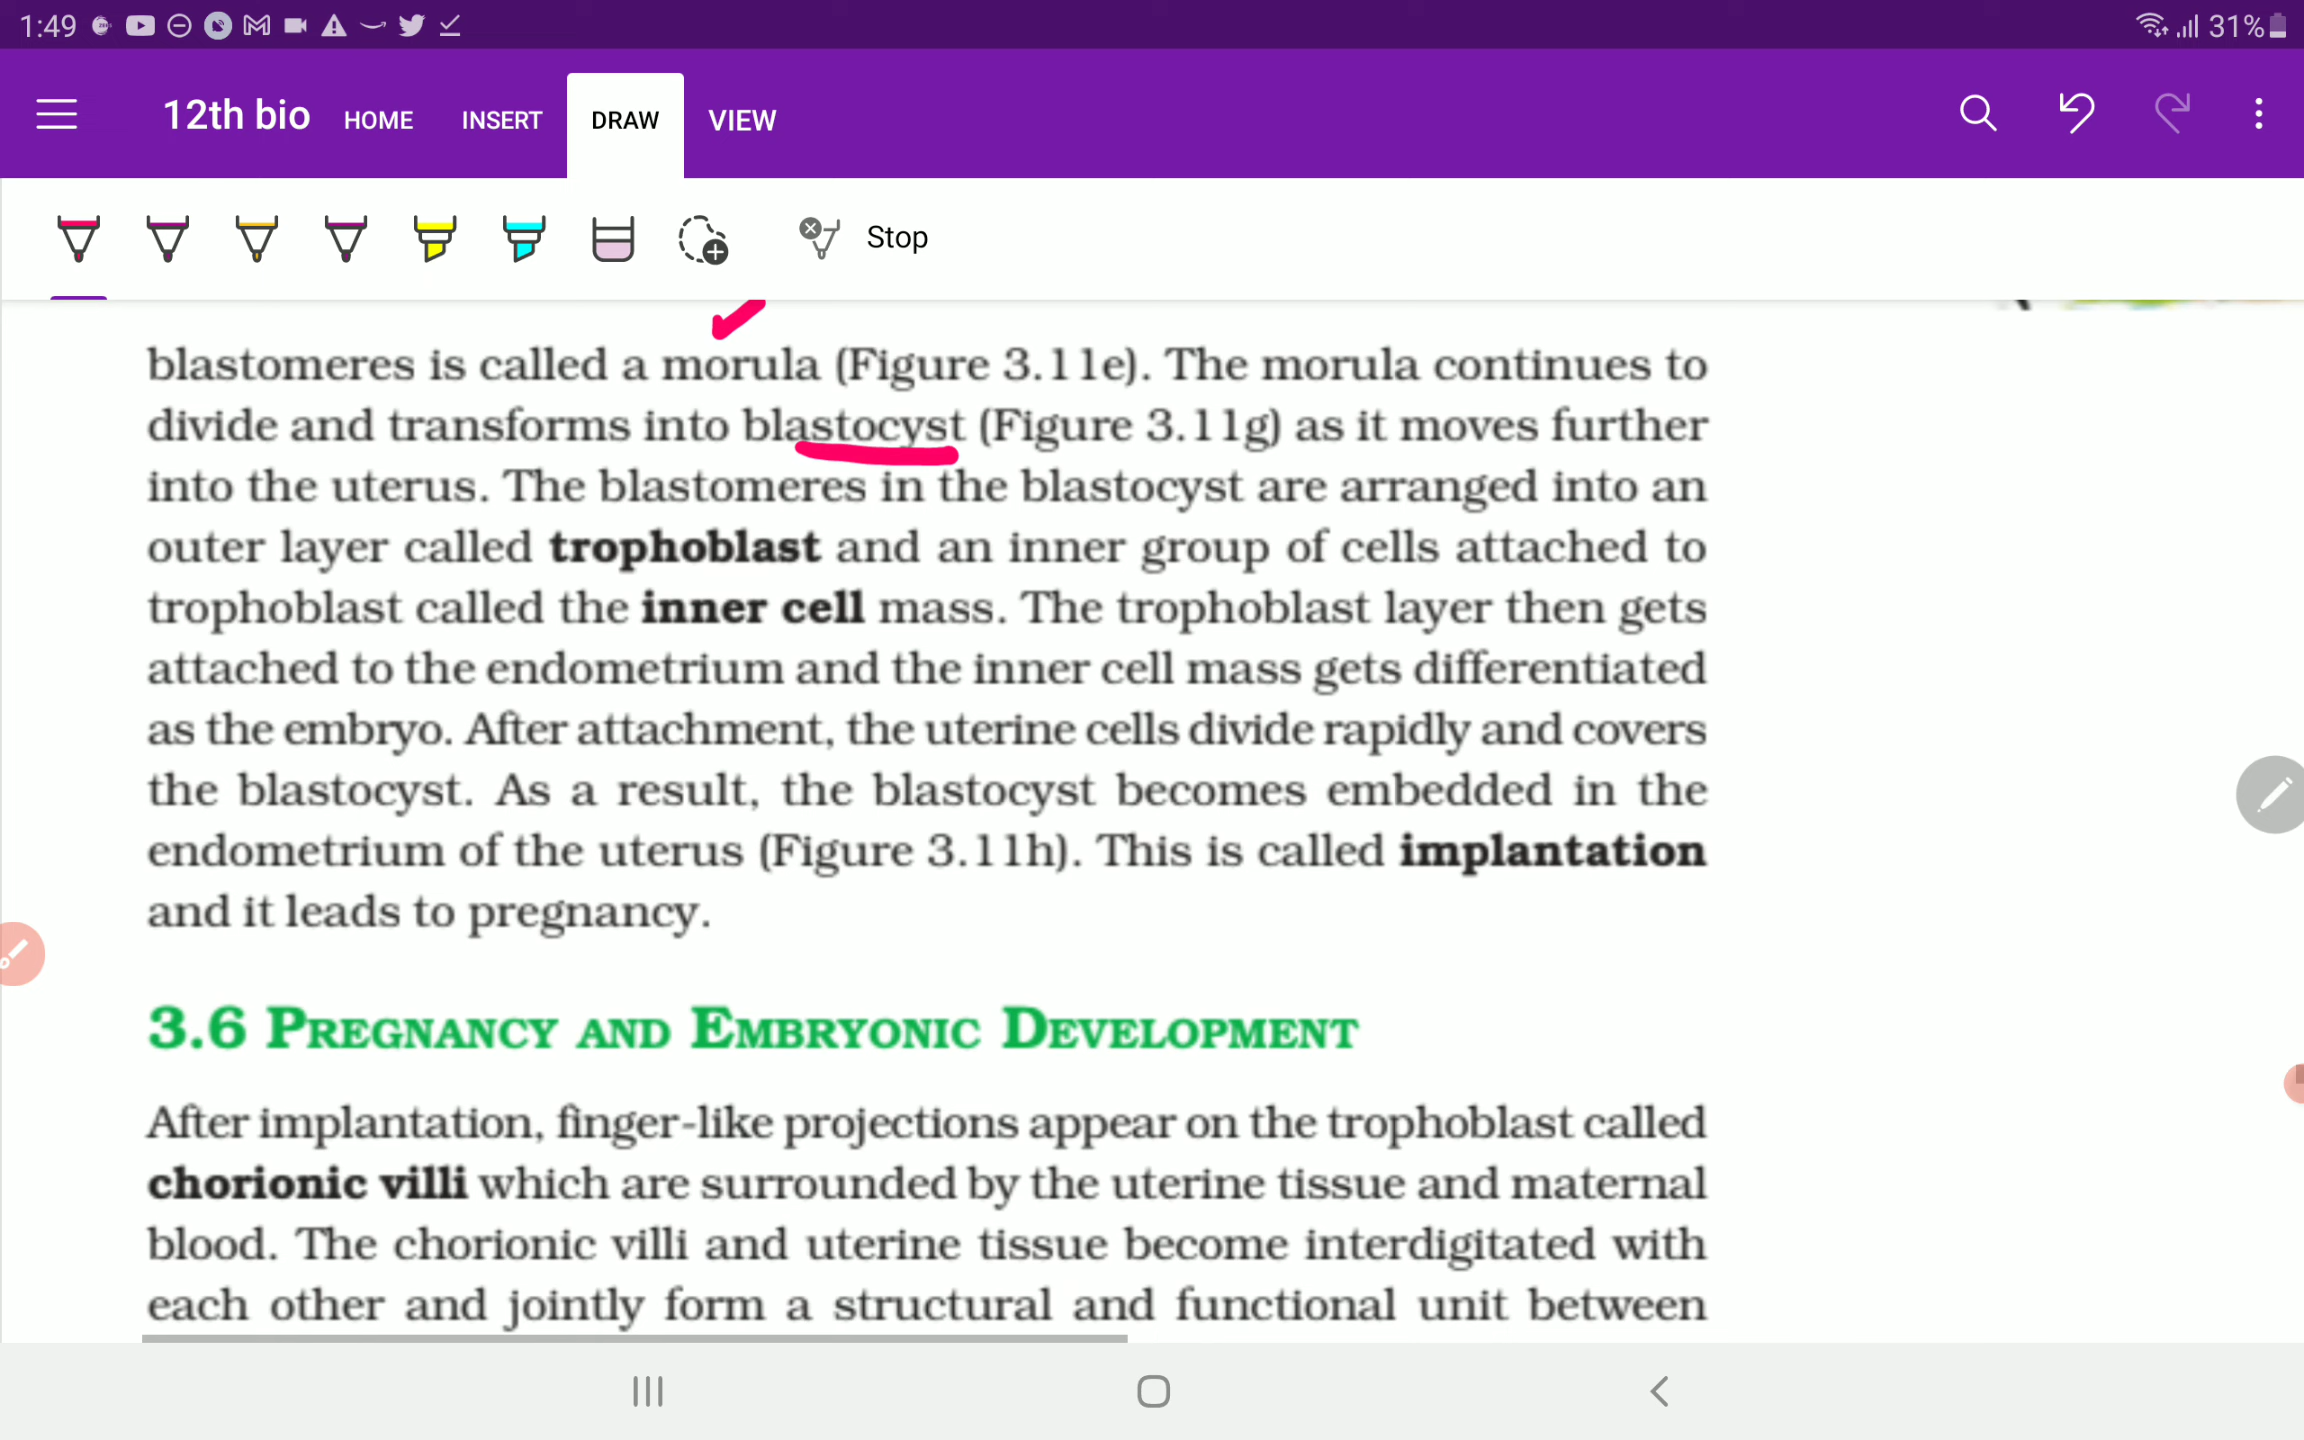 1:49
31%
12th bio HOME INSERT DRAW VIEW
Stop
blastomeres is called a morula (Figure 3.11e). The morula continues to
divide and transforms into blastocyst (Figure 3.11g) as it moves further
into the uterus. The blastomeres in the blastocyst are arranged into an
outer layer called trophoblast and an inner group of cells attached to
trophoblast called the inner cell mass. The trophoblast layer then gets
attached to the endometrium and the inner cell mass gets differentiated
as the embryo. After attachment, the uterine cells divide rapidly and covers
the blastocyst. As a result, the blastocyst becomes embedded in the
endometrium of the uterus (Figure 3.11h). This is called implantation
and it leads to pregnancy.
3.6 PREGNANCY AND EMBRYONIC DEVELOPMENT
After implantation, finger-like projections appear on the trophoblast called
chorionic villi which are surrounded by the uterine tissue and maternal
blood. The chorionic villi and uterine tissue become interdigitated with
each other and jointly form a structural and functional unit between